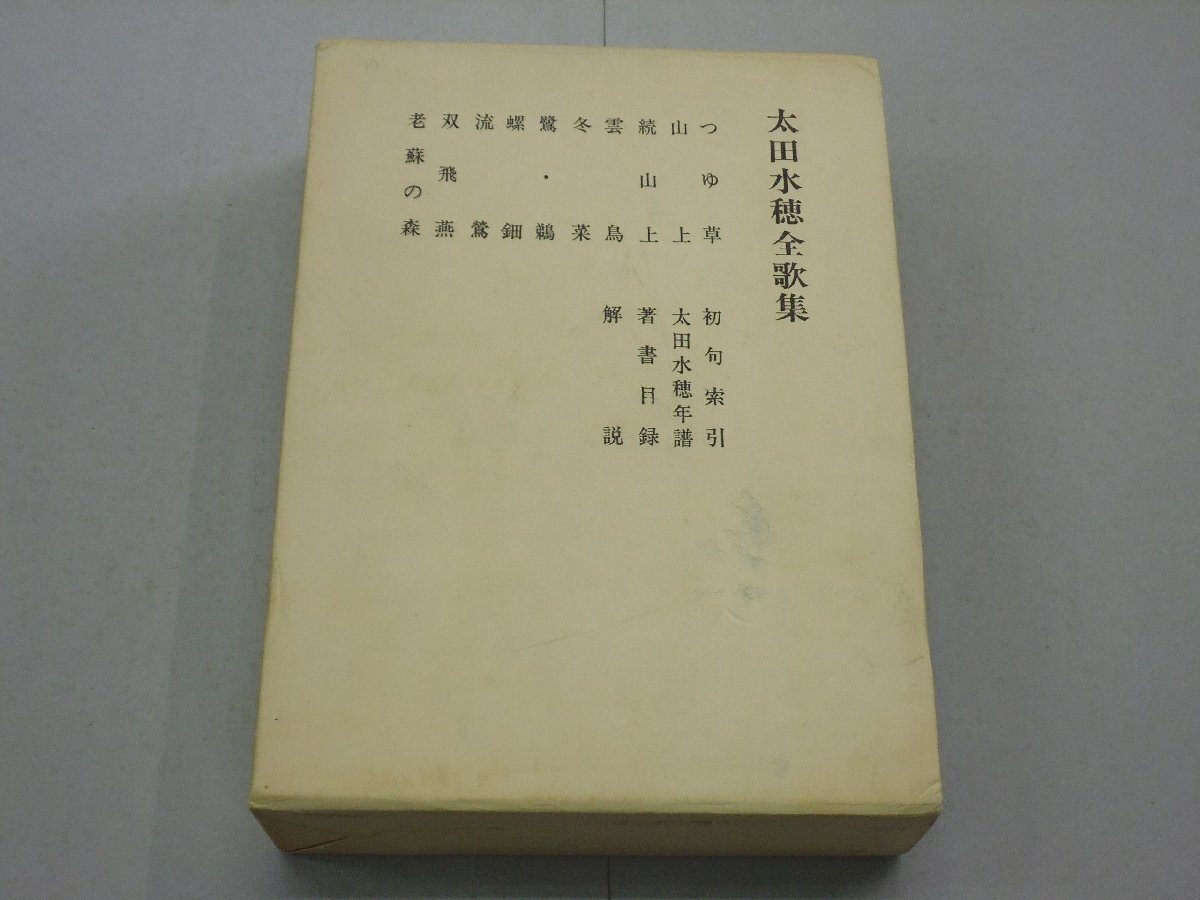 太田水穂全歌集
つゆ草
山上
続山上
雲鳥
冬菜
鷺・鵜
螺鈿
流鶯
双飛燕
老蘇の森
初句索引
太田水穂年譜
著書目録
解説